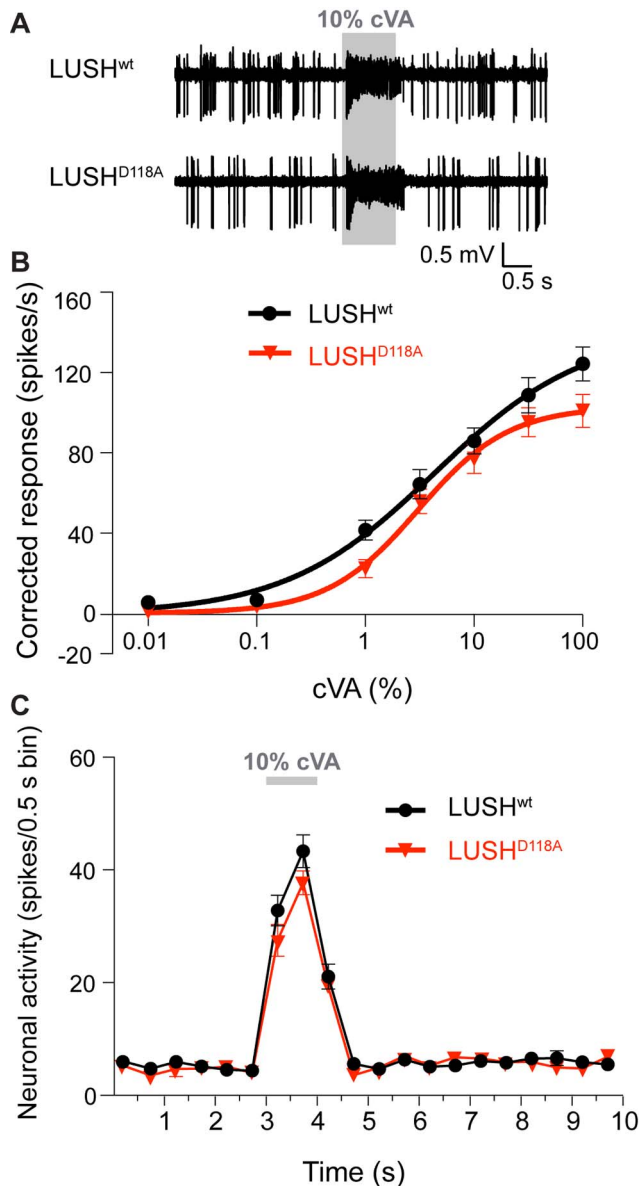 A
10% cVA
LUSHwt
LUSHD118A
0.5 mV
0.5 s
B
160
120
80
40
0
-20
Corrected response (spikes/s)
LUSHwt
LUSHD118A
0.01 0.1 1 10 100
cVA (%)
C
60
40
20
0
Neuronal activity (spikes/0.5 s bin)
10% cVA
LUSHwt
LUSHD118A
1 2 3 4 5 6 7 8 9 10
Time (s)